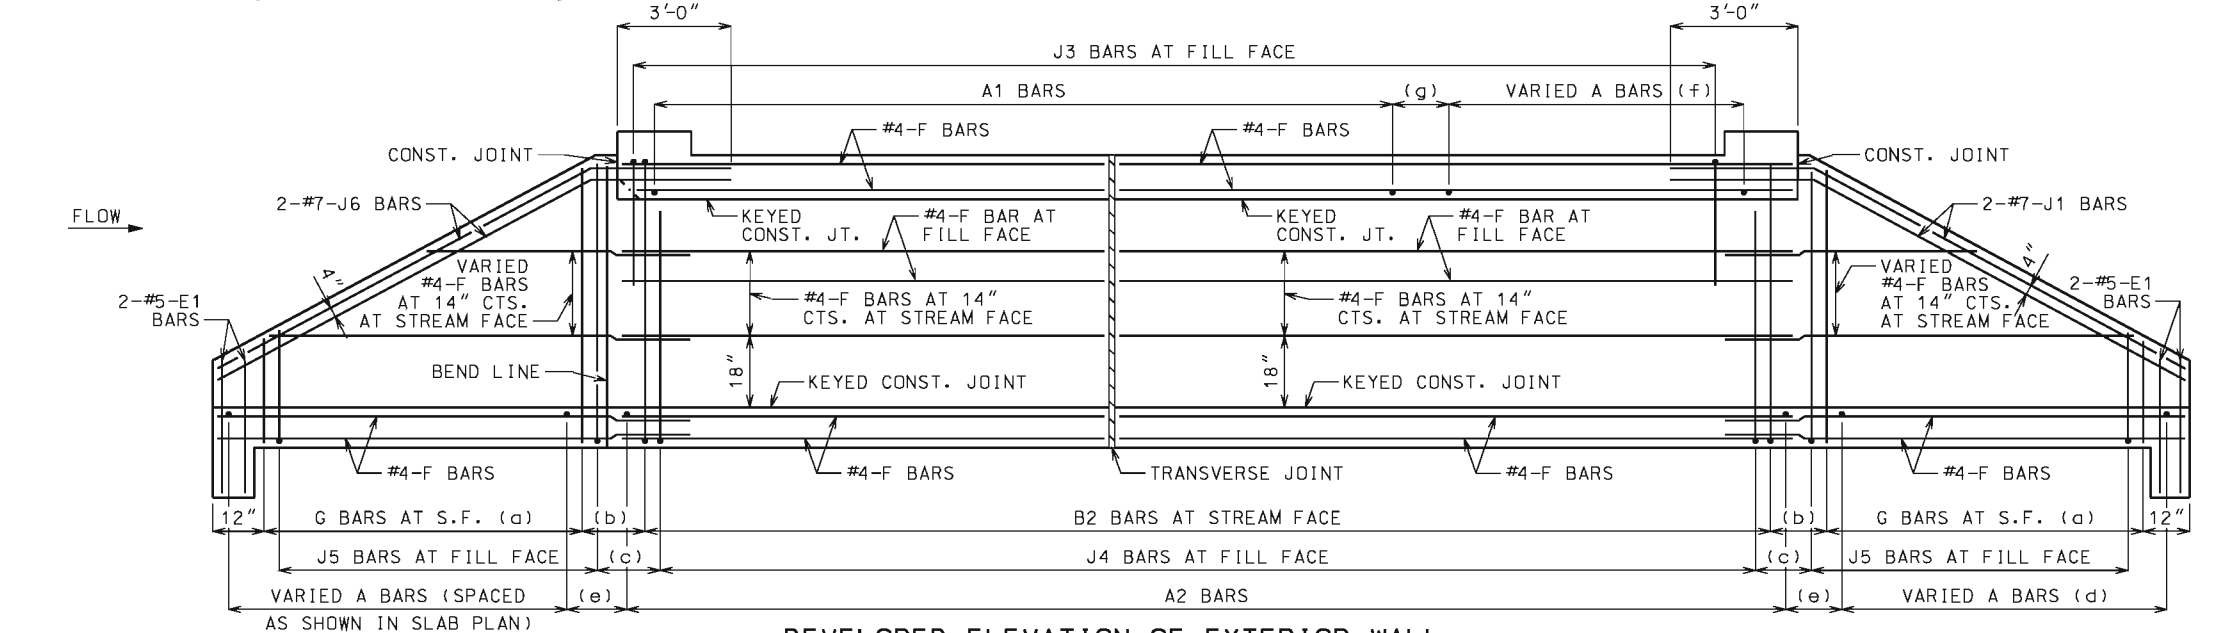 3'-0"
3'-0"
J3 BARS AT FILL FACE
A1 BARS
(g)
VARIED A BARS (f)
#4-F BARS
#4-F BARS
CONST. JOINT
CONST. JOINT
2-#7-J6 BARS
2-#7-J1 BARS
FLOW
KEYED
CONST. JT.
#4-F BAR AT
FILL FACE
KEYED
CONST. JT.
#4-F BAR AT
FILL FACE
4"
VARIED
#4-F BARS
AT 14" CTS.
AT STREAM FACE
#4-F BARS AT 14"
CTS. AT STREAM FACE
#4-F BARS AT 14"
CTS. AT STREAM FACE
VARIED
#4-F BARS
AT 14" CTS.
AT STREAM FACE
4"
2-#5-E1
BARS
2-#5-E1
BARS
BEND LINE
18"
KEYED CONST. JOINT
18"
KEYED CONST. JOINT
#4-F BARS
#4-F BARS
TRANSVERSE JOINT
#4-F BARS
#4-F BARS
12"
G BARS AT S.F. (a)
(b)
B2 BARS AT STREAM FACE
(b)
G BARS AT S.F. (a)
12"
J5 BARS AT FILL FACE
(c)
J4 BARS AT FILL FACE
(c)
J5 BARS AT FILL FACE
VARIED A BARS (SPACED
AS SHOWN IN SLAB PLAN)
(e)
A2 BARS
(e)
VARIED A BARS (d)
DEVELOPED ELEVATION OF EXTERIOR WALL